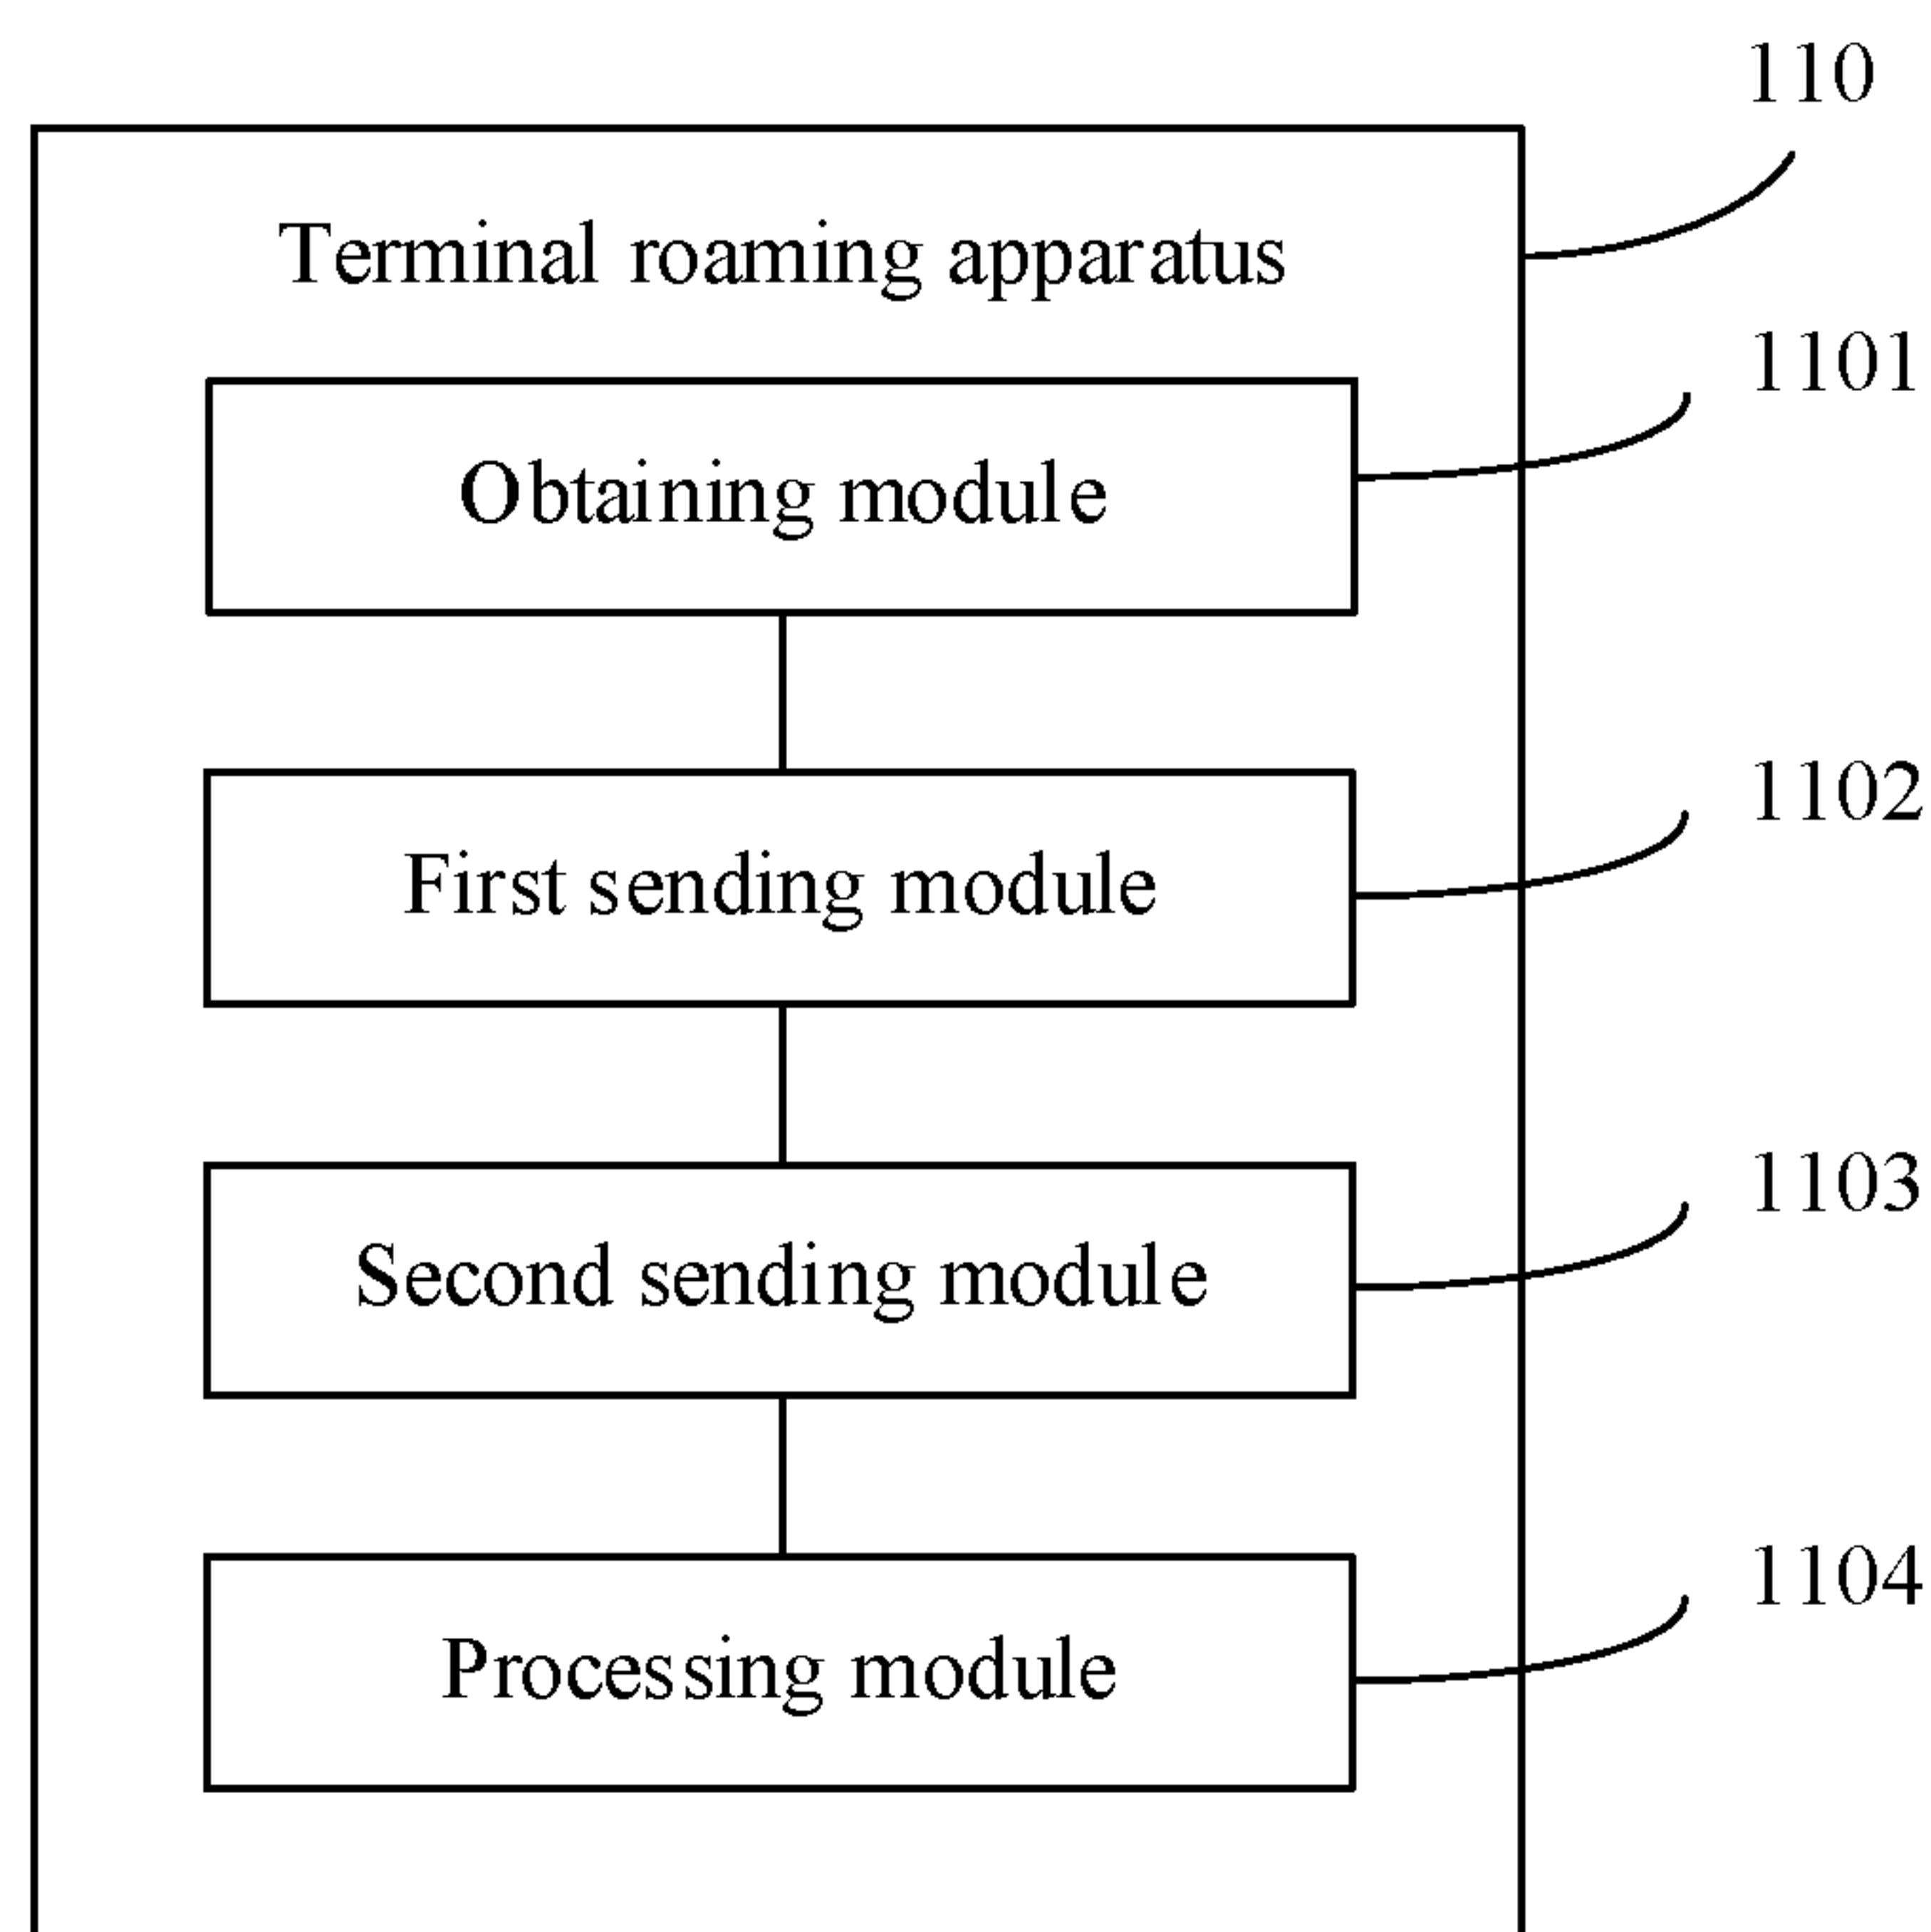 110
Terminal roaming apparatus
1101
Obtaining module
1102
First sending module
1103
Second sending module
1104
Processing module